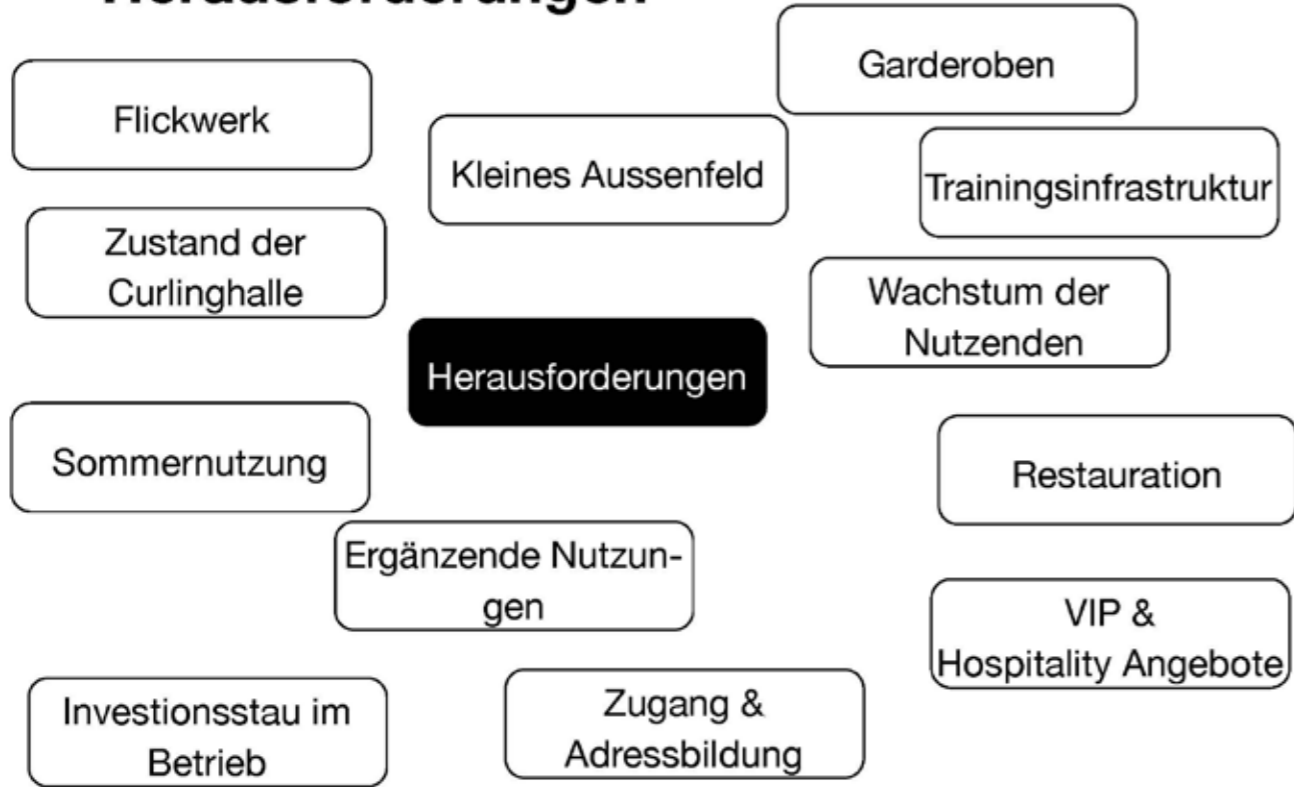 Herausforderungen
Garderoben
Flickwerk
Kleines Aussenfeld
Trainingsinfrastruktur
Zustand der
Curlinghalle
Wachstum der
Nutzenden
Herausforderungen
Sommernutzung
Restauration
Ergänzende Nutzun-
gen
VIP &
Hospitality Angebote
Investionsstau im
Betrieb
Zugang &
Adressbildung